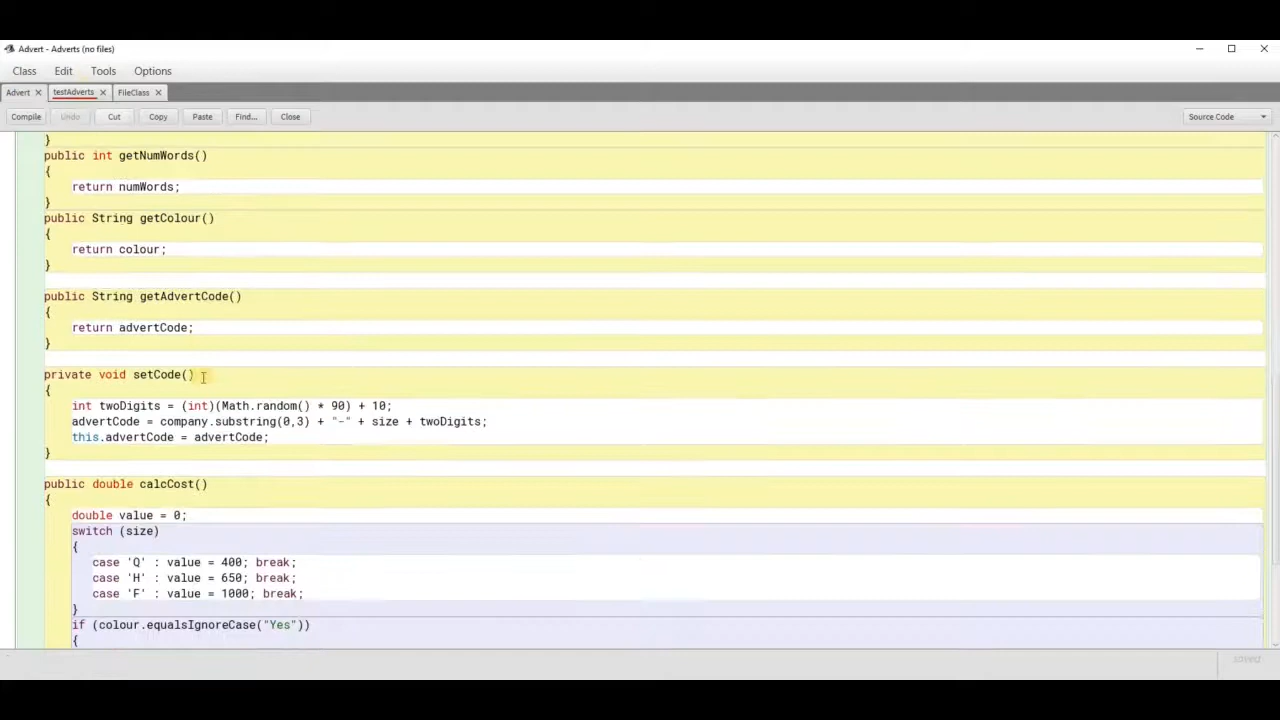 Advert - Adverts (no files)
Class Edit Tools Options
Advert testAdverts FileClass
Compile Undo Cut Copy Paste Find... Close Source Code
}
public int getNumWords()
{
return numWords;
}
public String getColour()
{
return colour;
}
public String getAdvertCode()
{
return advertCode;
}
private void setCode()
{
int twoDigits = (int)(Math.random() * 90) + 10;
advertCode = company.substring(0,3) + "-" + size + twoDigits;
this.advertCode = advertCode;
}
public double calcCost()
{
double value = 0;
switch (size)
{
case 'Q' : value = 400; break;
case 'H' : value = 650; break;
case 'F' : value = 1000; break;
}
if (colour.equalsIgnoreCase("Yes"))
{
saved